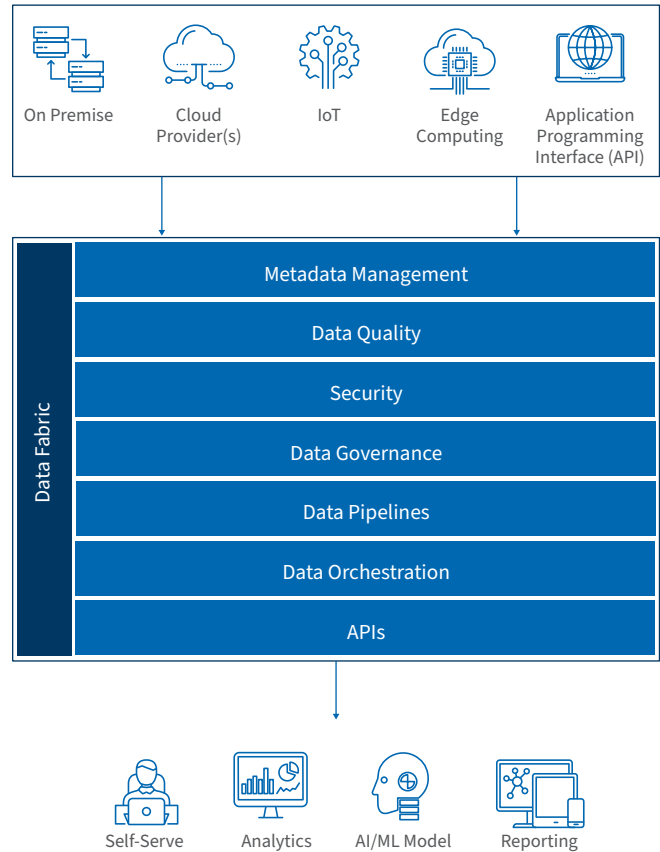 On Premise
Cloud
Provider(s)
IoT
Edge
Computing
Application
Programming
Interface (API)
Data Fabric
Metadata Management
Data Quality
Security
Data Governance
Data Pipelines
Data Orchestration
APIs
Self-Serve
Analytics
AI/ML Model
Reporting